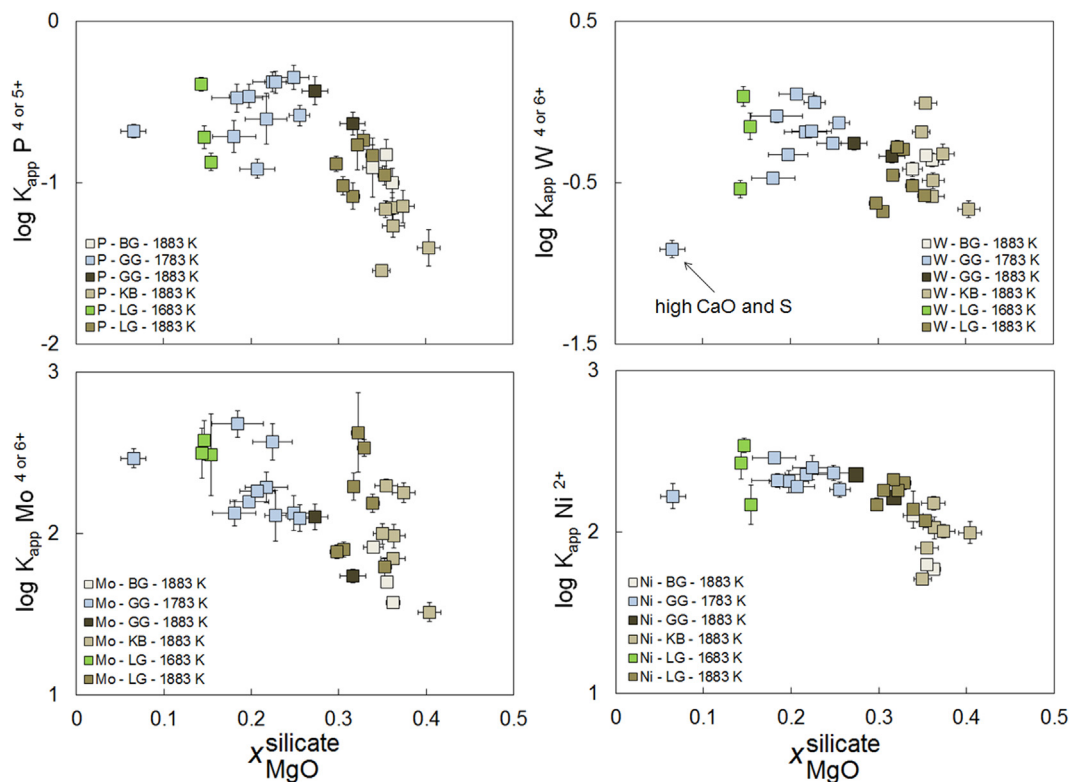 0
-1
-2
log Kapp P 4 or 5+
P - BG - 1883 K
P - GG - 1783 K
P - GG - 1883 K
P - KB - 1883 K
P - LG - 1683 K
P - LG - 1883 K
0.5
-0.5
-1.5
log Kapp W 4 or 6+
high CaO and S
W - BG - 1883 K
W - GG - 1783 K
W - GG - 1883 K
W - KB - 1883 K
W - LG - 1683 K
W - LG - 1883 K
3
2
1
log Kapp Mo 4 or 6+
Mo - BG - 1883 K
Mo - GG - 1783 K
Mo - GG - 1883 K
Mo - KB - 1883 K
Mo - LG - 1683 K
Mo - LG - 1883 K
0 0.1 0.2 0.3 0.4 0.5
x silicate MgO
3
2
1
log Kapp Ni 2+
Ni - BG - 1883 K
Ni - GG - 1783 K
Ni - GG - 1883 K
Ni - KB - 1883 K
Ni - LG - 1683 K
Ni - LG - 1883 K
0 0.1 0.2 0.3 0.4 0.5
x silicate MgO